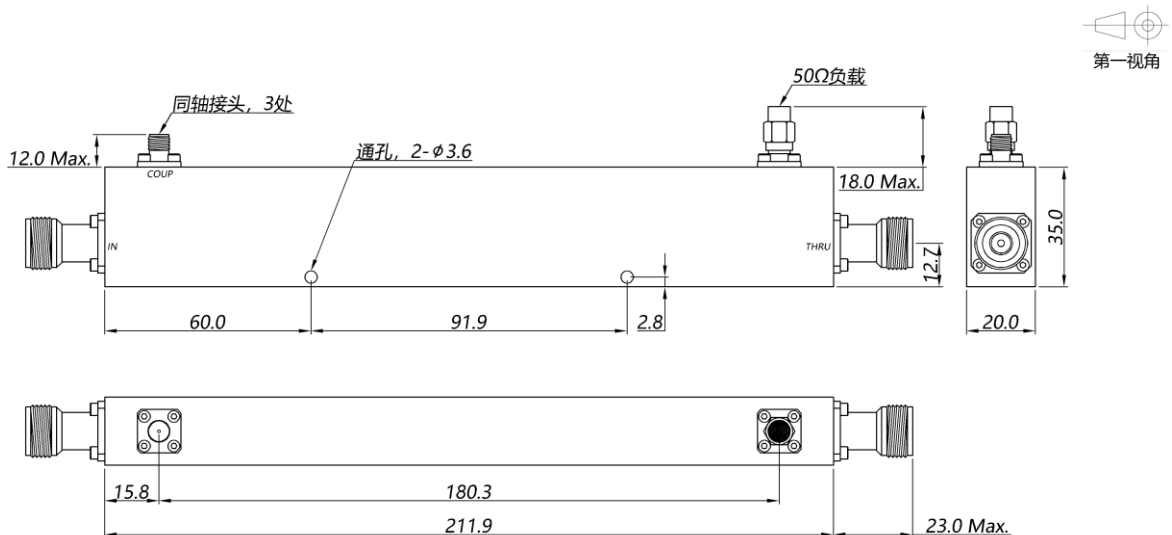 第一视角
50Ω负载
同轴接头，3处
12.0 Max.
通孔，2-ϕ3.6
COUP
18.0 Max.
IN
THRU
12.7
35.0
60.0
91.9
2.8
20.0
15.8
180.3
211.9
23.0 Max.